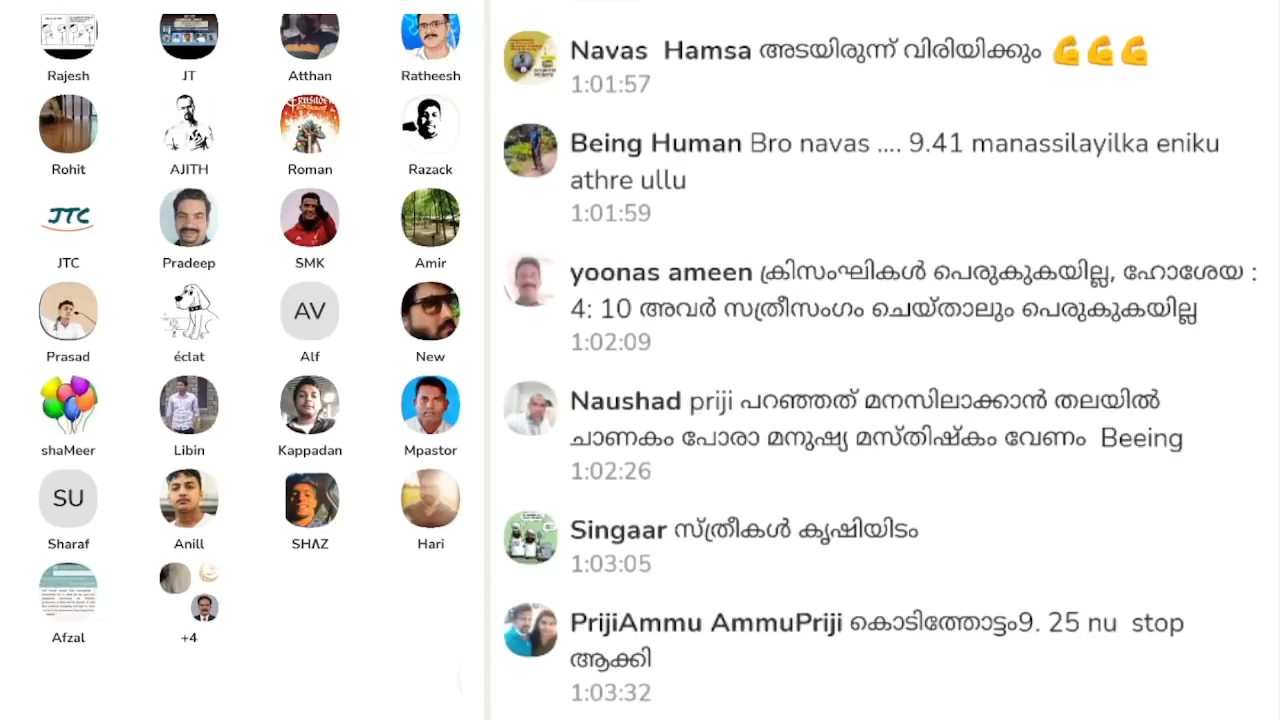 Rajesh JT Atthan Ratheesh
Rohit AJITH Roman Razack
JTC
JTC Pradeep SMK Amir
AV
Prasad éclat Alf New
shaMeer Libin Kappadan Mpastor
SU
Sharaf Anill SHΛZ Hari
Afzal +4
Navas Hamsa അടയിരുന്ന് വിരിയിക്കും 💪💪💪
1:01:57
Being Human Bro navas .... 9.41 manassilayilka eniku
athre ullu
1:01:59
yoonas ameen ക്രിസംഘികൾ പെരുകുകയില്ല, ഹോശേയ :
4: 10 അവർ സത്രീസംഗം ചെയ്താലും പെരുകുകയില്ല
1:02:09
Naushad priji പറഞ്ഞത് മനസിലാക്കാൻ തലയിൽ
ചാണകം പോരാ മനുഷ്യ മസ്തിഷ്കം വേണം Beeing
1:02:26
Singaar സ്ത്രീകൾ കൃഷിയിടം
1:03:05
PrijiAmmu AmmuPriji കൊടിത്തോട്ടം9. 25 nu stop
ആക്കി
1:03:32